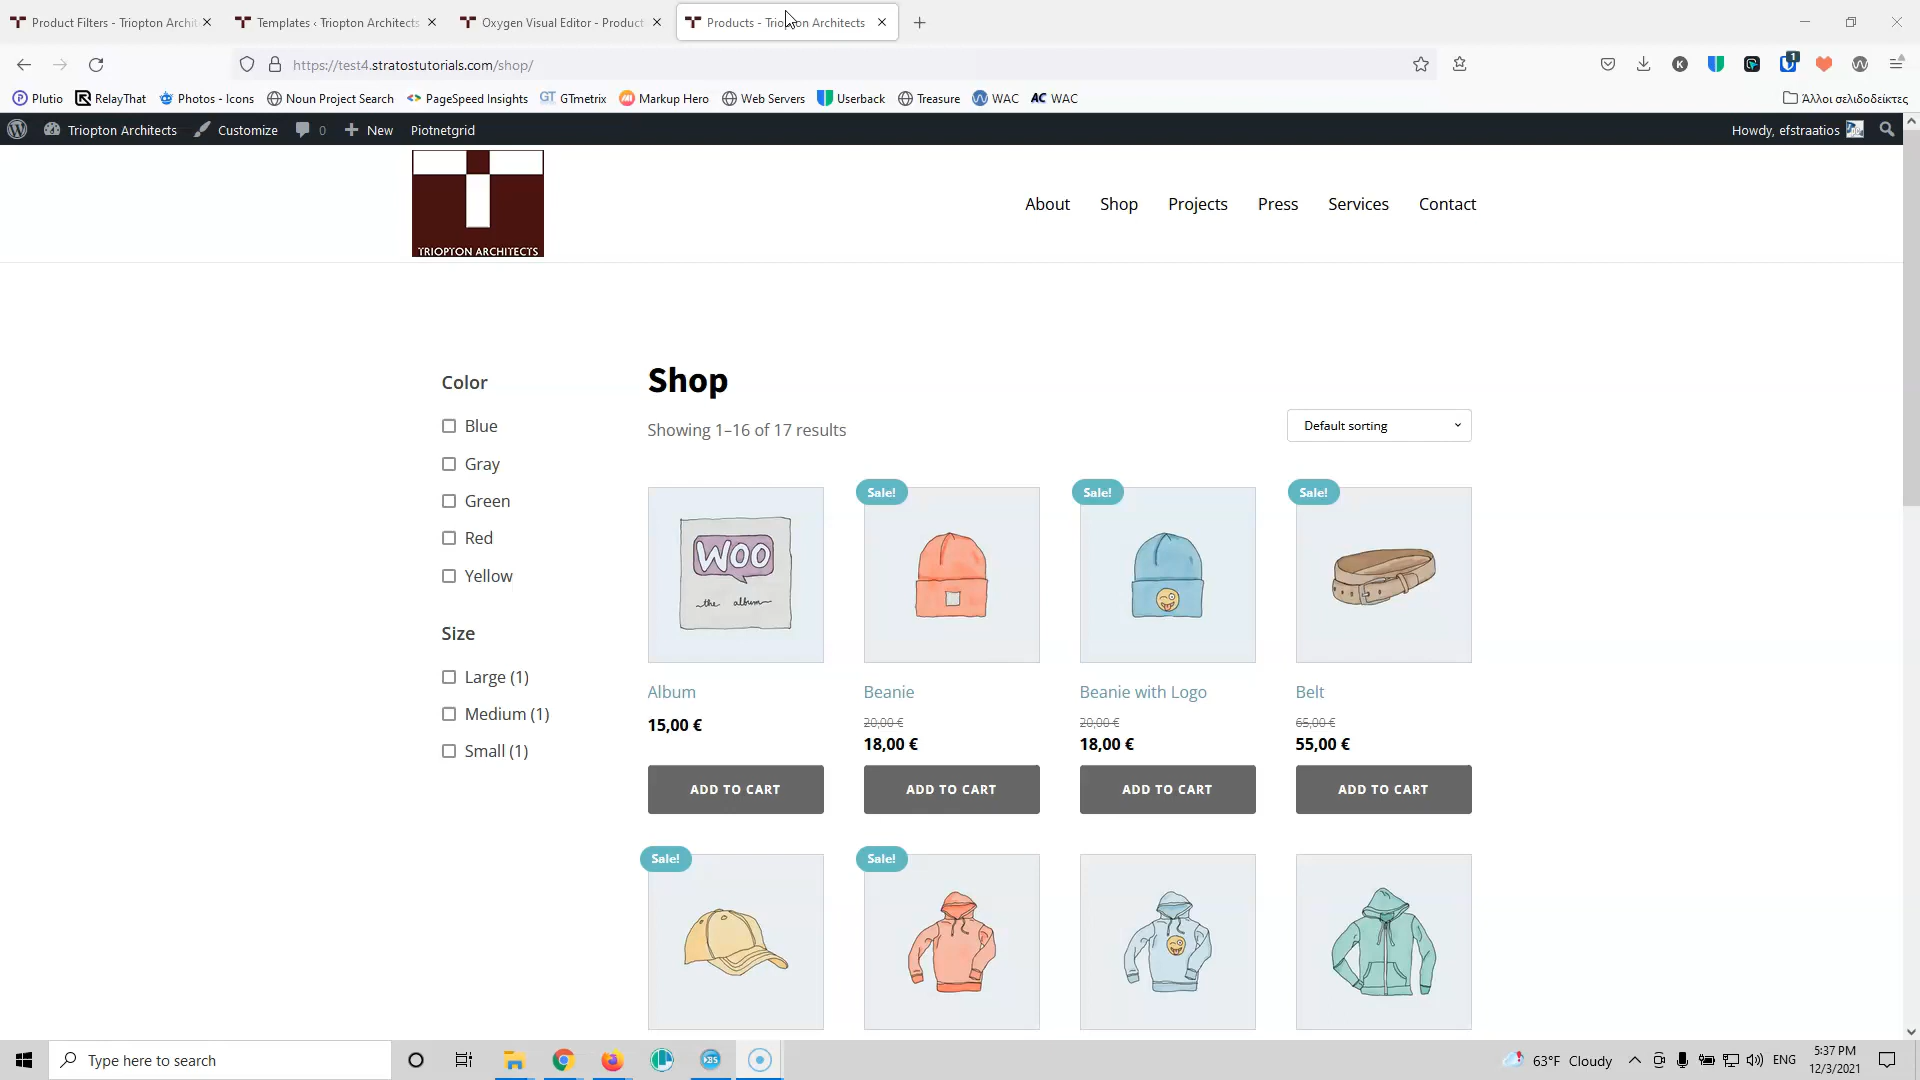 Product Filters - Triopton Archit
Templates ‹ Triopton Architects
Oxygen Visual Editor - Product
Products - Triopton Architects
https://test4.stratostutorials.com/shop/
Plutio
RelayThat
Photos - Icons
Noun Project Search
PageSpeed Insights
GT GTmetrix
Markup Hero
Web Servers
Userback
Treasure
WAC
AC WAC
Άλλοι σελιδοδείκτες
Triopton Architects
Customize
0
New
Piotnetgrid
Howdy, efstraatios
TRIOPTON ARCHITECTS
About
Shop
Projects
Press
Services
Contact
Color
Blue
Gray
Green
Red
Yellow
Size
Large (1)
Medium (1)
Small (1)
Shop
Showing 1–16 of 17 results
Default sorting
Sale!
Sale!
Sale!
WOO
the album
Album
Beanie
Beanie with Logo
Belt
15,00 €
20,00 €
18,00 €
20,00 €
18,00 €
65,00 €
55,00 €
ADD TO CART
ADD TO CART
ADD TO CART
ADD TO CART
Sale!
Sale!
Type here to search
63°F Cloudy
ENG
5:37 PM
12/3/2021